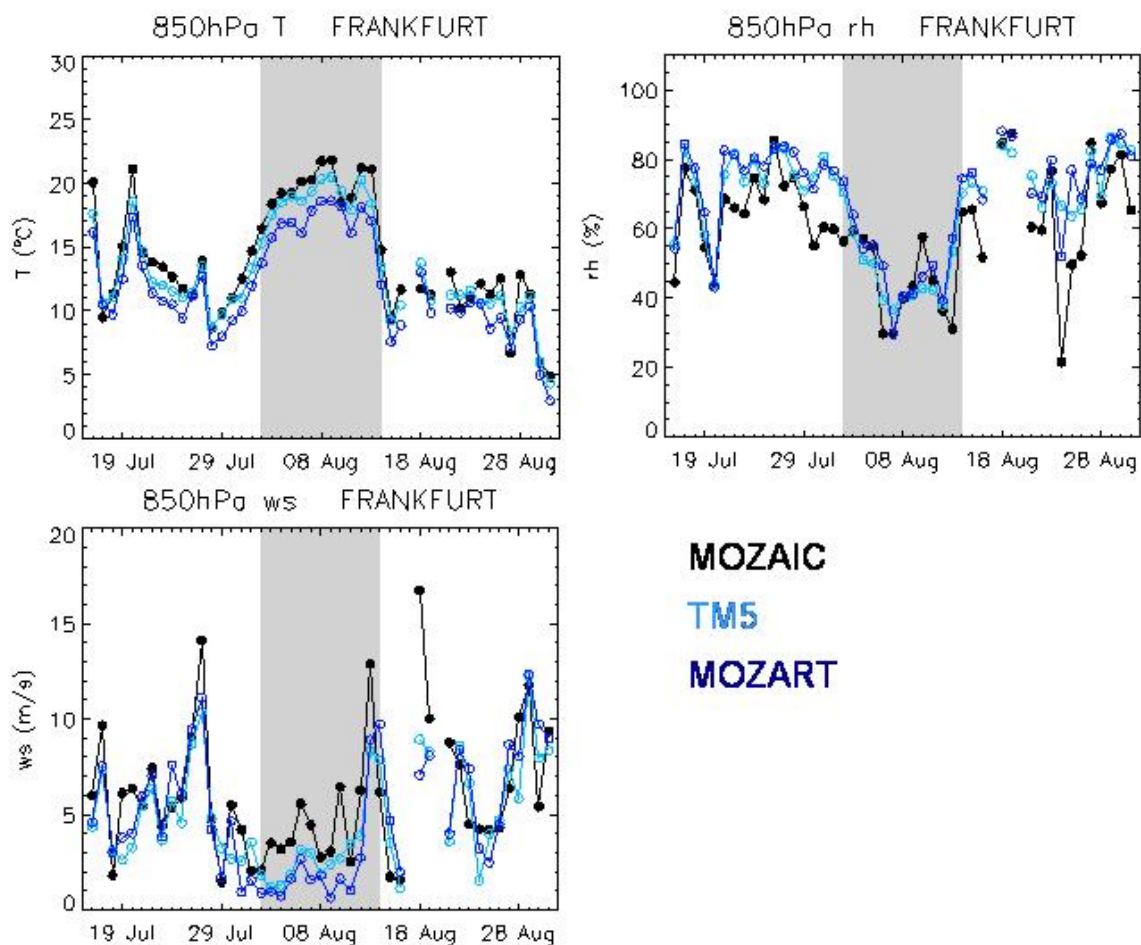 850hPa T FRANKFURT
30
25
20
15
10
5
0
T (°C)
19 Jul 29 Jul 08 Aug 18 Aug 28 Aug
850hPa rh FRANKFURT
100
80
60
40
20
0
rh (%)
19 Jul 29 Jul 08 Aug 18 Aug 28 Aug
850hPa ws FRANKFURT
20
15
10
5
0
ws (m/s)
19 Jul 29 Jul 08 Aug 18 Aug 28 Aug
MOZAIC
TM5
MOZART